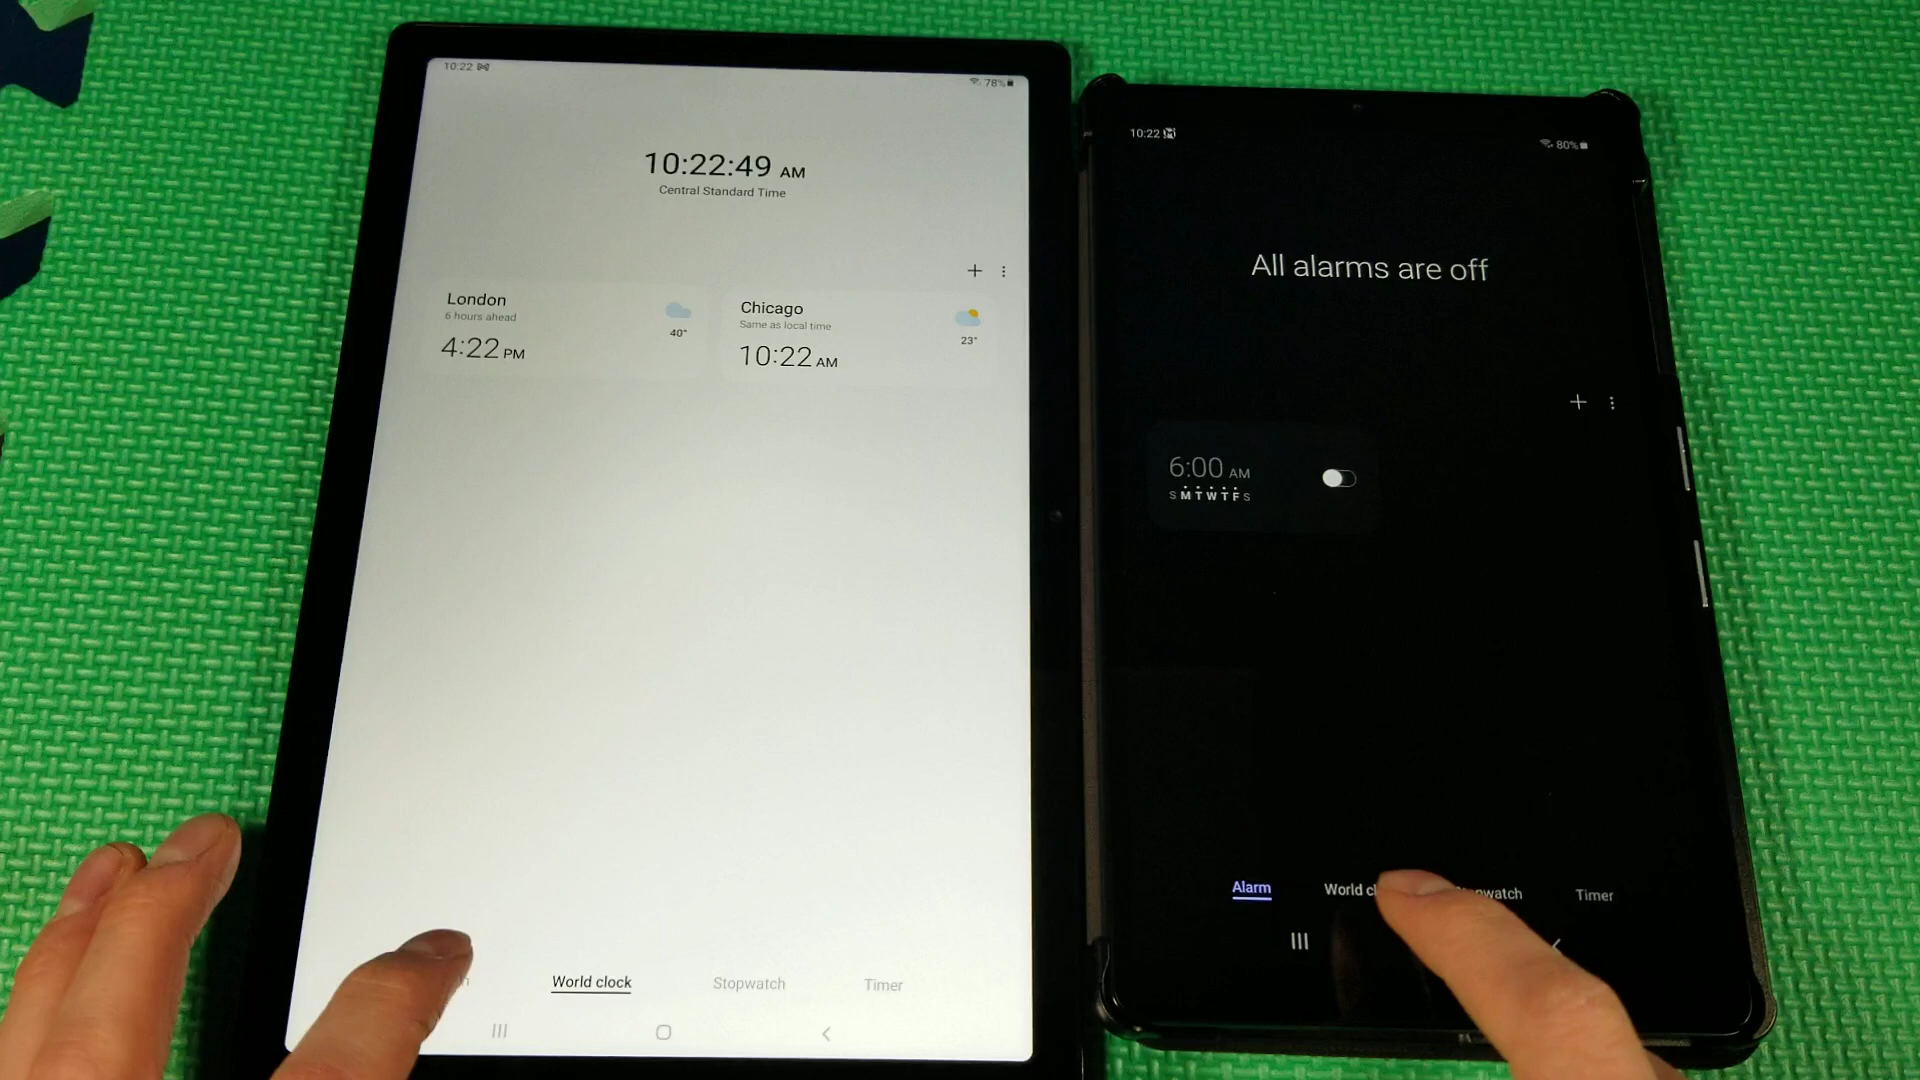 10:22
78%
10:22:49 AM
Central Standard Time
London
6 hours ahead
4:22 PM
40°
Chicago
Same as local time
10:22 AM
23°
World clock
Stopwatch
Timer
10:22
80%
All alarms are off
6:00 AM
S M T W T F S
Alarm
World
Timer